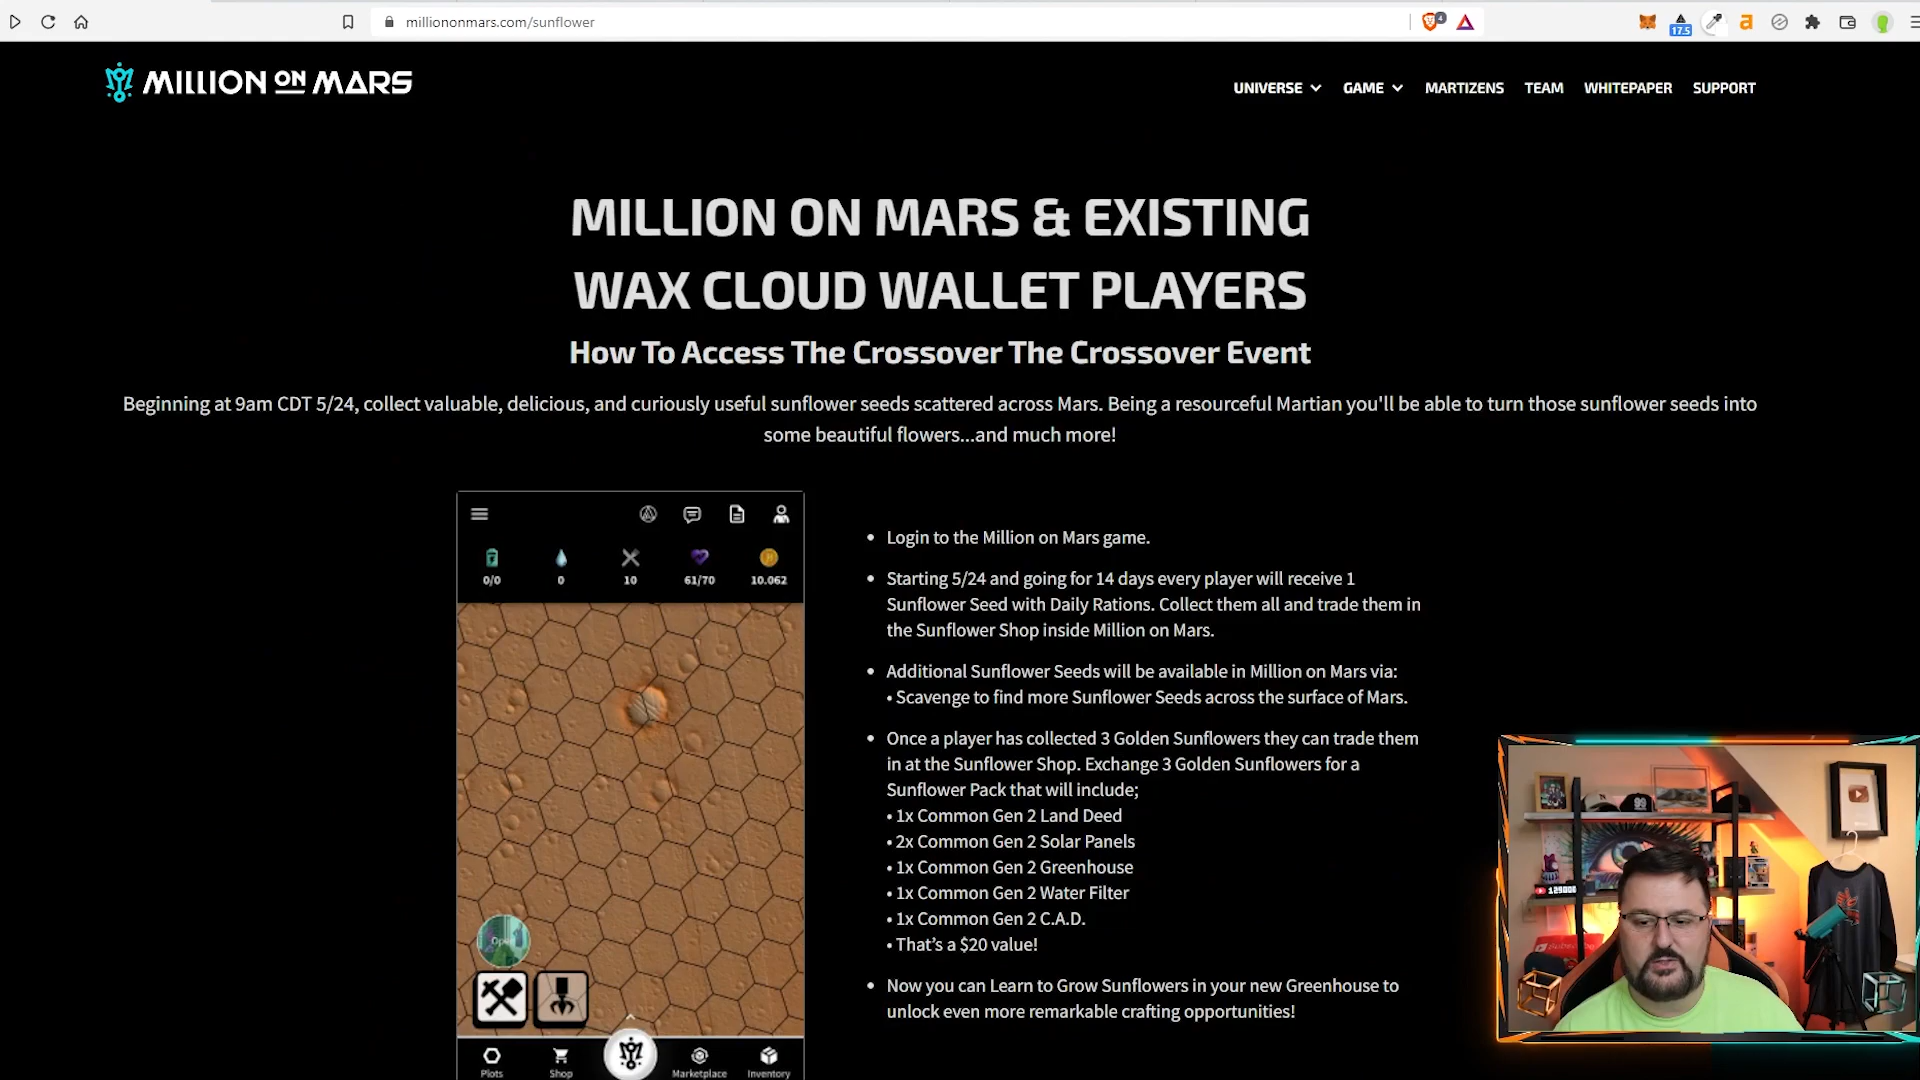 milliononmars.com/sunflower
4
17.5
MILLION ON MARS
UNIVERSE
GAME
MARTIZENS
TEAM
WHITEPAPER
SUPPORT
MILLION ON MARS & EXISTING
WAX CLOUD WALLET PLAYERS
How To Access The Crossover The Crossover Event
Beginning at 9am CDT 5/24, collect valuable, delicious, and curiously useful sunflower seeds scattered across Mars. Being a resourceful Martian you'll be able to turn those sunflower seeds into
some beautiful flowers...and much more!
0/0
0
10
61/70
10.062
Open
Plots
Shop
Marketplace
Inventory
• Login to the Million on Mars game.
• Starting 5/24 and going for 14 days every player will receive 1
Sunflower Seed with Daily Rations. Collect them all and trade them in
the Sunflower Shop inside Million on Mars.
• Additional Sunflower Seeds will be available in Million on Mars via:
• Scavenge to find more Sunflower Seeds across the surface of Mars.
• Once a player has collected 3 Golden Sunflowers they can trade them
in at the Sunflower Shop. Exchange 3 Golden Sunflowers for a
Sunflower Pack that will include;
• 1x Common Gen 2 Land Deed
• 2x Common Gen 2 Solar Panels
• 1x Common Gen 2 Greenhouse
• 1x Common Gen 2 Water Filter
• 1x Common Gen 2 C.A.D.
• That's a $20 value!
• Now you can Learn to Grow Sunflowers in your new Greenhouse to
unlock even more remarkable crafting opportunities!